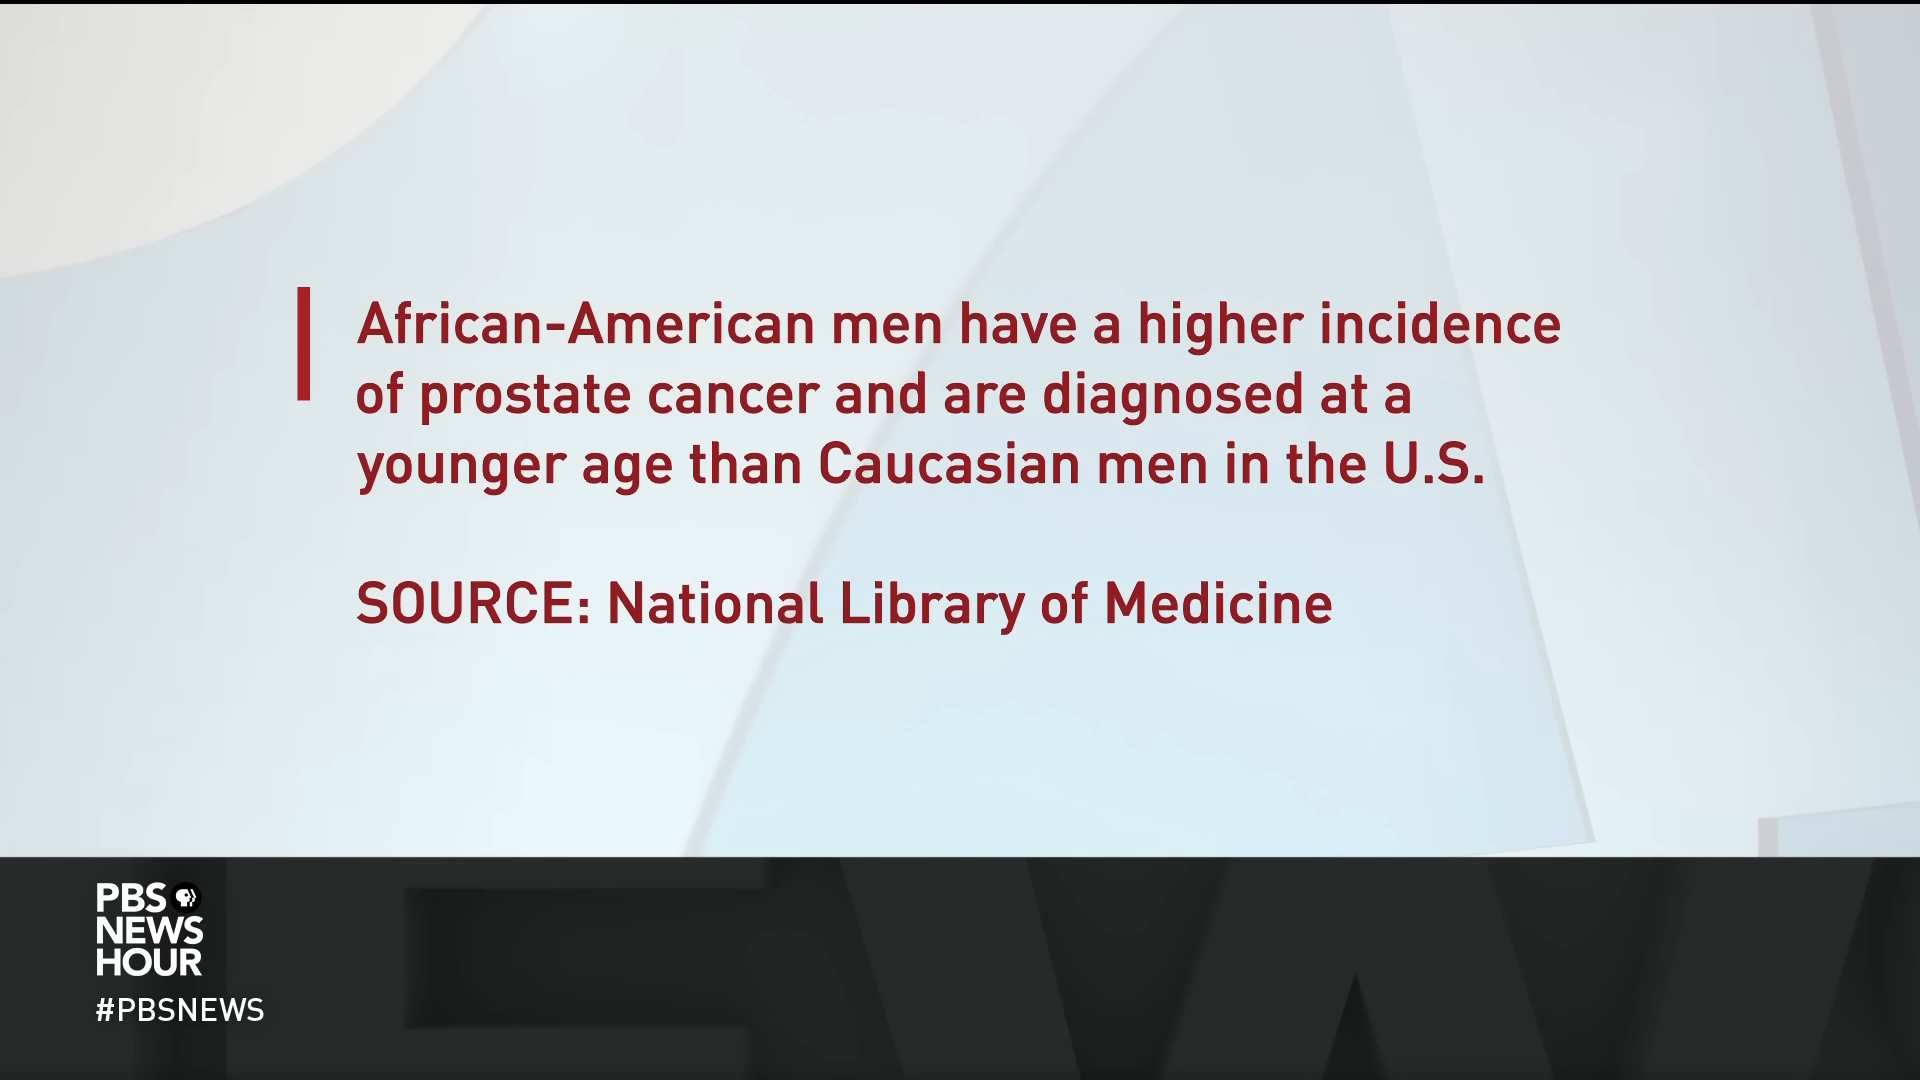 African-American men have a higher incidence
of prostate cancer and are diagnosed at a
younger age than Caucasian men in the U.S.
SOURCE: National Library of Medicine
PBS
NEWS
HOUR
#PBSNEWS